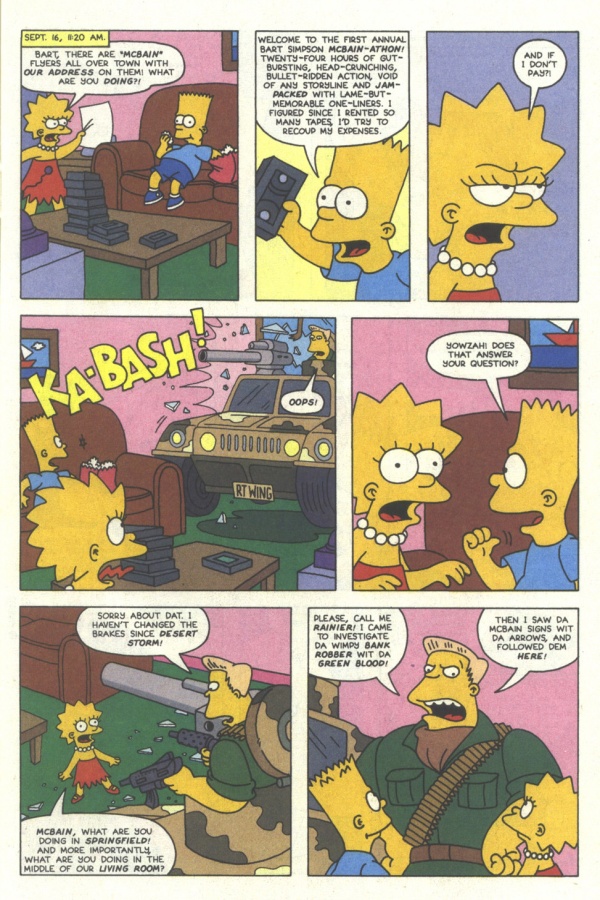 SEPT. 16, 11:20 AM.
BART, THERE ARE "MCBAIN"
FLYERS ALL OVER TOWN WITH
OUR ADDRESS ON THEM! WHAT
ARE YOU DOING?!
WELCOME TO THE FIRST ANNUAL
BART SIMPSON MCBAIN-ATHON!
TWENTY-FOUR HOURS OF GUT-
BURSTING, HEAD-CRUNCHING,
BULLET-RIDDEN ACTION, VOID
OF ANY STORYLINE AND JAM-
PACKED WITH LAME-BUT-
MEMORABLE ONE-LINERS. I
FIGURED SINCE I RENTED SO
MANY TAPES, I'D TRY TO
RECOUP MY EXPENSES.
AND IF
I DON'T
PAY?!
KA-BASH!
OOPS!
RT WING
YOWZAH! DOES
THAT ANSWER
YOUR QUESTION?
SORRY ABOUT DAT. I
HAVEN'T CHANGED THE
BRAKES SINCE DESERT
STORM!
MCBAIN, WHAT ARE YOU
DOING IN SPRINGFIELD!
AND MORE IMPORTANTLY,
WHAT ARE YOU DOING IN THE
MIDDLE OF OUR LIVING ROOM?
PLEASE, CALL ME
RAINIER! I CAME
TO INVESTIGATE
DA WIMPY BANK
ROBBER WIT DA
GREEN BLOOD!
THEN I SAW DA
MCBAIN SIGNS WIT
DA ARROWS, AND
FOLLOWED DEM
HERE!